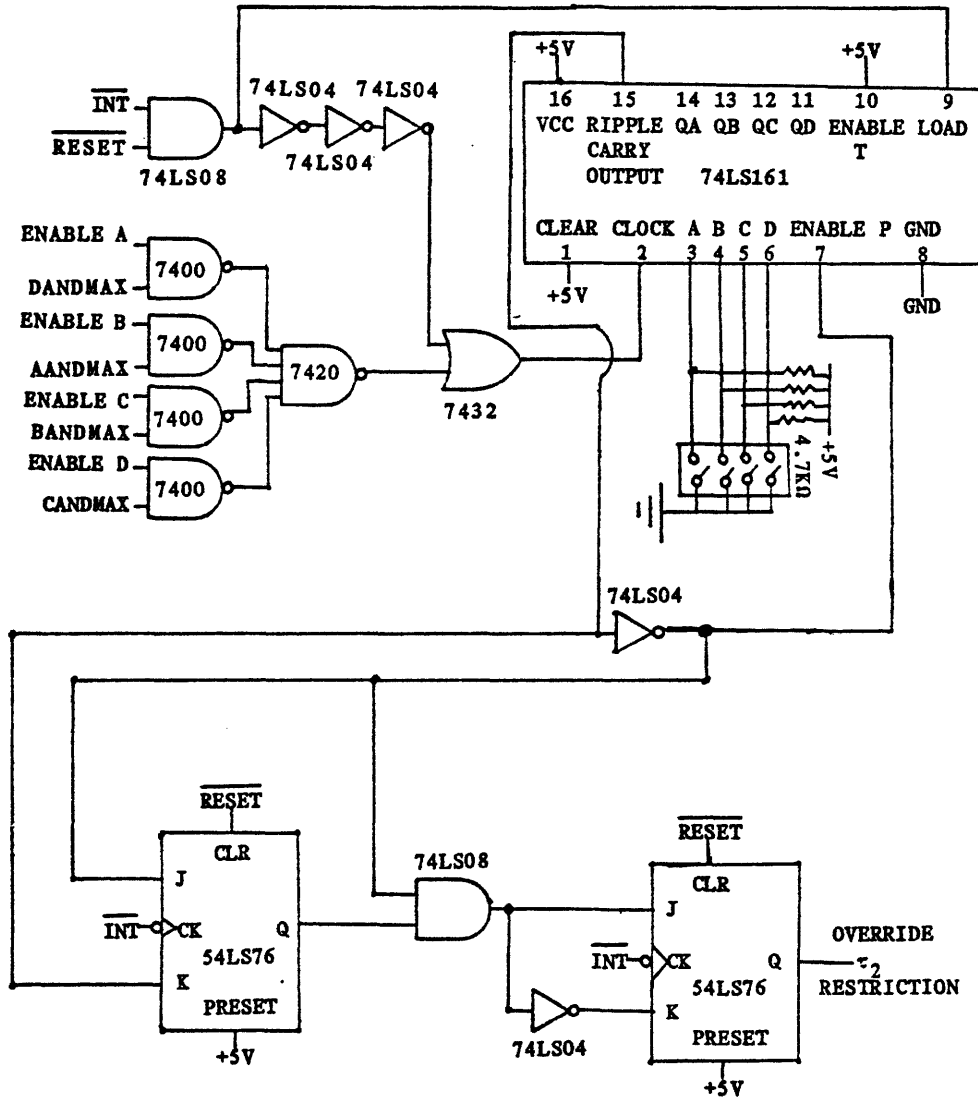 +5V +5V
74LS04 74LS04
16 15 14 13 12 11 10 9
VCC RIPPLE QA QB QC QD ENABLE LOAD
CARRY T
OUTPUT 74LS161
INT
RESET
74LS04
74LS08
CLEAR CLOCK A B C D ENABLE P GND
1 2 3 4 5 6 7 8
+5V
GND
ENABLE A
7400
DANDMAX
ENABLE B
7400
AANDMAX
7420
ENABLE C
7400
BANDMAX
7432
ENABLE D
7400
CANDMAX
+5V
4.7KΩ
74LS04
RESET
CLR
J
INT CK Q
54LS76
K
PRESET
+5V
74LS08
RESET
CLR
J
INT CK Q
54LS76
K
PRESET
+5V
74LS04
OVERRIDE
τ2
RESTRICTION